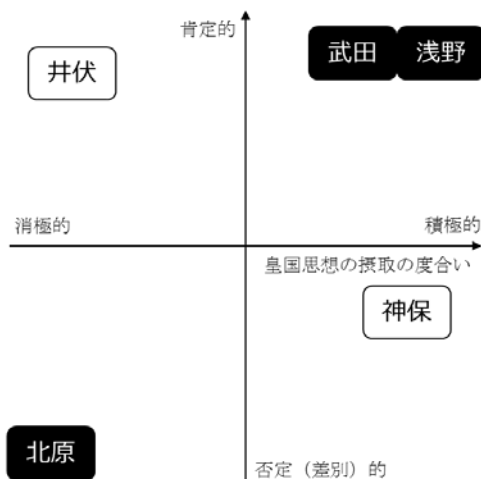 肯定的
井伏
武田
浅野
消極的
積極的
皇国思想の摂取の度合い
神保
北原
否定（差別）的